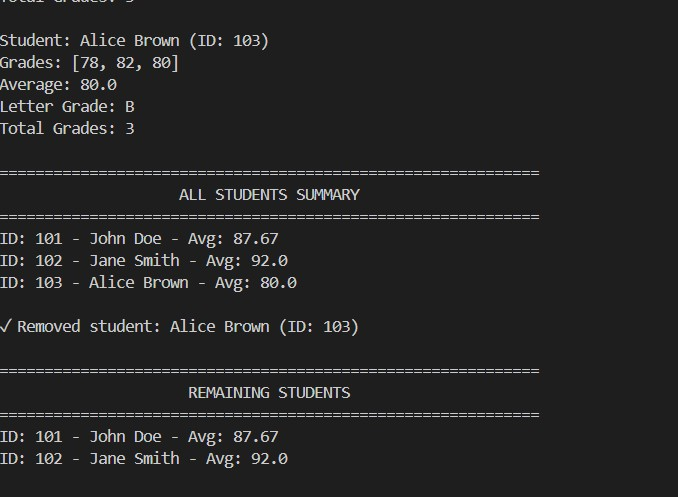 Total Grades: 3
Student: Alice Brown (ID: 103)
Grades: [78, 82, 80]
Average: 80.0
Letter Grade: B
Total Grades: 3
============================================================
ALL STUDENTS SUMMARY
============================================================
ID: 101 - John Doe - Avg: 87.67
ID: 102 - Jane Smith - Avg: 92.0
ID: 103 - Alice Brown - Avg: 80.0
✓ Removed student: Alice Brown (ID: 103)
============================================================
REMAINING STUDENTS
============================================================
ID: 101 - John Doe - Avg: 87.67
ID: 102 - Jane Smith - Avg: 92.0